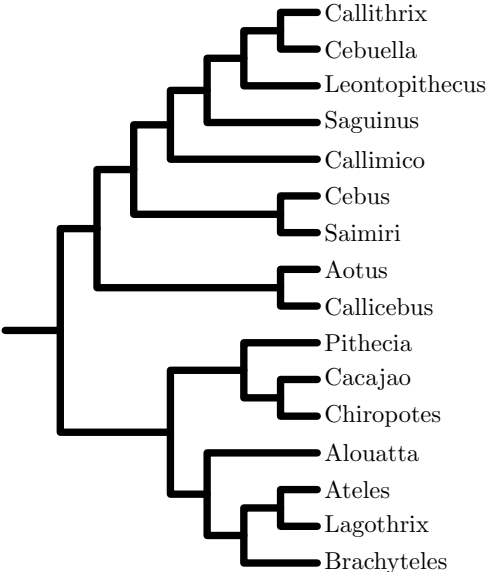 Callithrix
Cebuella
Leontopithecus
Saguinus
Callimico
Cebus
Saimiri
Aotus
Callicebus
Pithecia
Cacajao
Chiropotes
Alouatta
Ateles
Lagothrix
Brachyteles